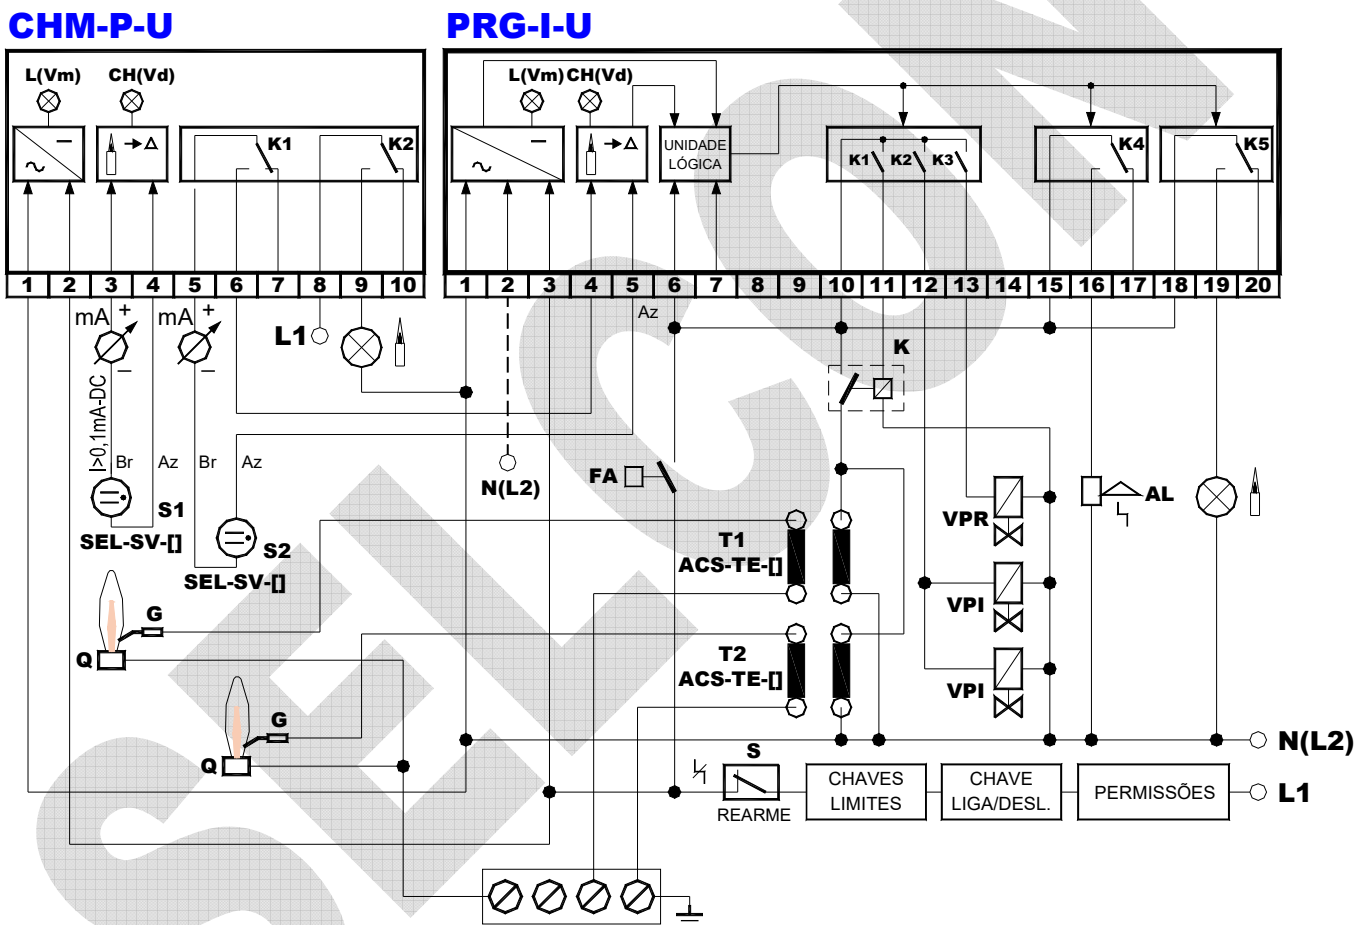 CHM-P-U
PRG-I-U
L(Vm) CH(Vd)
L(Vm) CH(Vd)
K1 K2
UNIDADE
LÓGICA
K1 K2 K3
K4
K5
1 2 3 4 5 6 7 8 9 10
1 2 3 4 5 6 7 8 9 10 11 12 13 14 15 16 17 18 19 20
mA + mA +
Az
L1
K
− −
I>0,1mA-DC
Br Az Br Az
N(L2)
FA
S1
SEL-SV-[]
S2
SEL-SV-[]
VPR
AL
T1
ACS-TE-[]
VPI
G
Q
T2
ACS-TE-[]
VPI
G
Q
N(L2)
S
REARME
CHAVES
LIMITES
CHAVE
LIGA/DESL.
PERMISSÕES
L1
SELCON